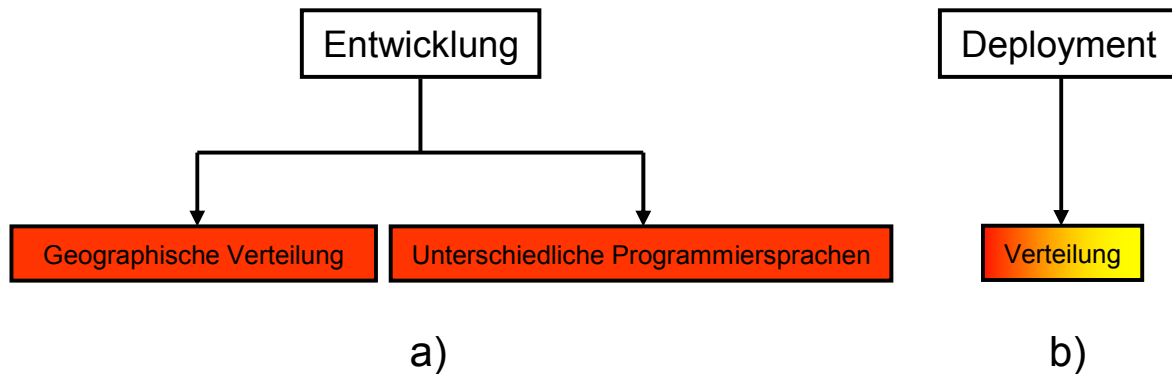 Entwicklung
Deployment
Geographische Verteilung
Unterschiedliche Programmiersprachen
Verteilung
a)
b)